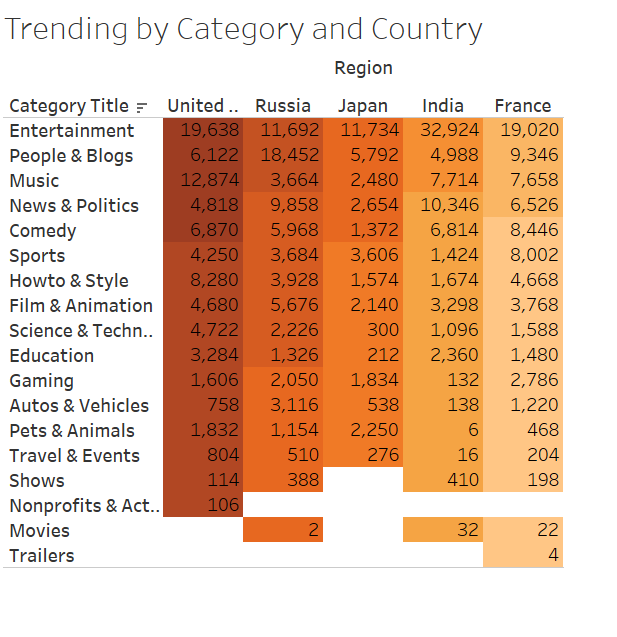 Trending by Category and Country
Region
Category Title United .. Russia Japan India France
Entertainment 19,638 11,692 11,734 32,924 19,020
People & Blogs 6,122 18,452 5,792 4,988 9,346
Music 12,874 3,664 2,480 7,714 7,658
News & Politics 4,818 9,858 2,654 10,346 6,526
Comedy 6,870 5,968 1,372 6,814 8,446
Sports 4,250 3,684 3,606 1,424 8,002
Howto & Style 8,280 3,928 1,574 1,674 4,668
Film & Animation 4,680 5,676 2,140 3,298 3,768
Science & Techn.. 4,722 2,226 300 1,096 1,588
Education 3,284 1,326 212 2,360 1,480
Gaming 1,606 2,050 1,834 132 2,786
Autos & Vehicles 758 3,116 538 138 1,220
Pets & Animals 1,832 1,154 2,250 6 468
Travel & Events 804 510 276 16 204
Shows 114 388 410 198
Nonprofits & Act.. 106
Movies 2 32 22
Trailers 4